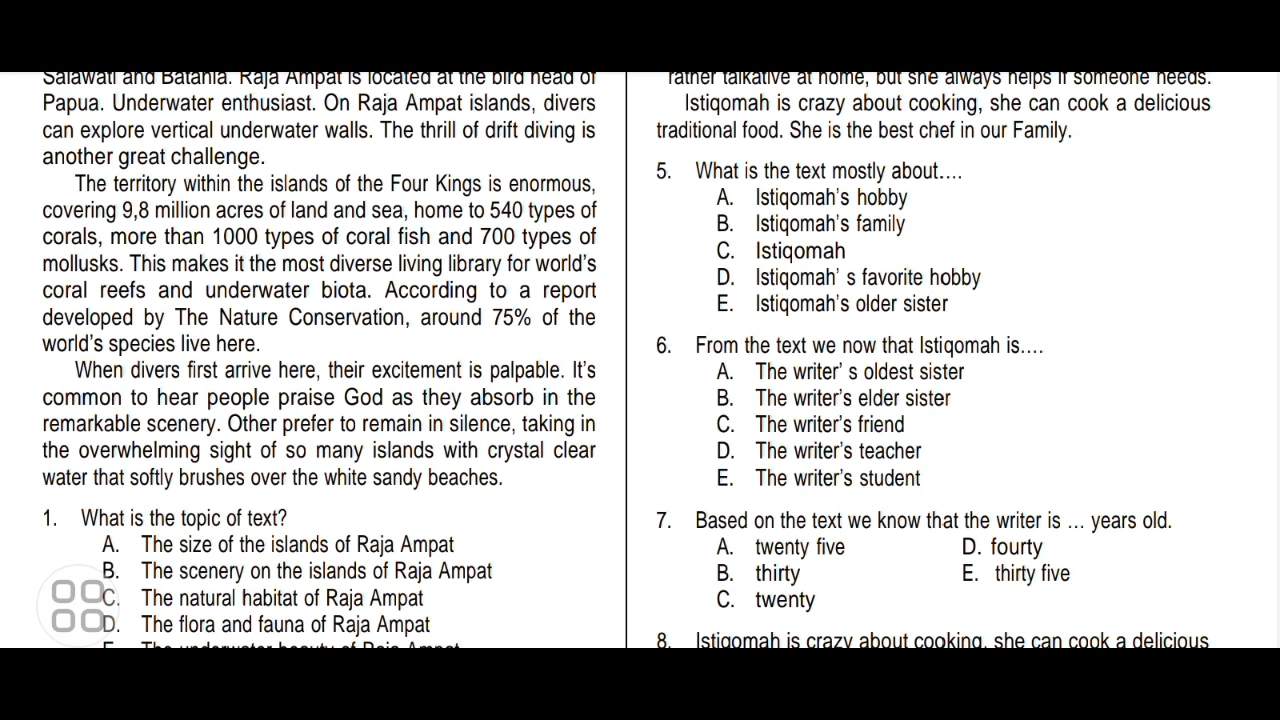 Salawati and Batanta. Raja Ampat is located at the bird head of
Papua. Underwater enthusiast. On Raja Ampat islands, divers
can explore vertical underwater walls. The thrill of drift diving is
another great challenge.
The territory within the islands of the Four Kings is enormous,
covering 9,8 million acres of land and sea, home to 540 types of
corals, more than 1000 types of coral fish and 700 types of
mollusks. This makes it the most diverse living library for world's
coral reefs and underwater biota. According to a report
developed by The Nature Conservation, around 75% of the
world's species live here.
When divers first arrive here, their excitement is palpable. It's
common to hear people praise God as they absorb in the
remarkable scenery. Other prefer to remain in silence, taking in
the overwhelming sight of so many islands with crystal clear
water that softly brushes over the white sandy beaches.
1. What is the topic of text?
A. The size of the islands of Raja Ampat
B. The scenery on the islands of Raja Ampat
C. The natural habitat of Raja Ampat
D. The flora and fauna of Raja Ampat
E. The underwater beauty of Raja Ampat
rather talkative at home, but she always helps if someone needs.
Istiqomah is crazy about cooking, she can cook a delicious
traditional food. She is the best chef in our Family.
5. What is the text mostly about....
A. Istiqomah's hobby
B. Istiqomah's family
C. Istiqomah
D. Istiqomah' s favorite hobby
E. Istiqomah's older sister
6. From the text we now that Istiqomah is....
A. The writer' s oldest sister
B. The writer's elder sister
C. The writer's friend
D. The writer's teacher
E. The writer's student
7. Based on the text we know that the writer is ... years old.
A. twenty five D. fourty
B. thirty E. thirty five
C. twenty
8. Istiqomah is crazy about cooking, she can cook a delicious